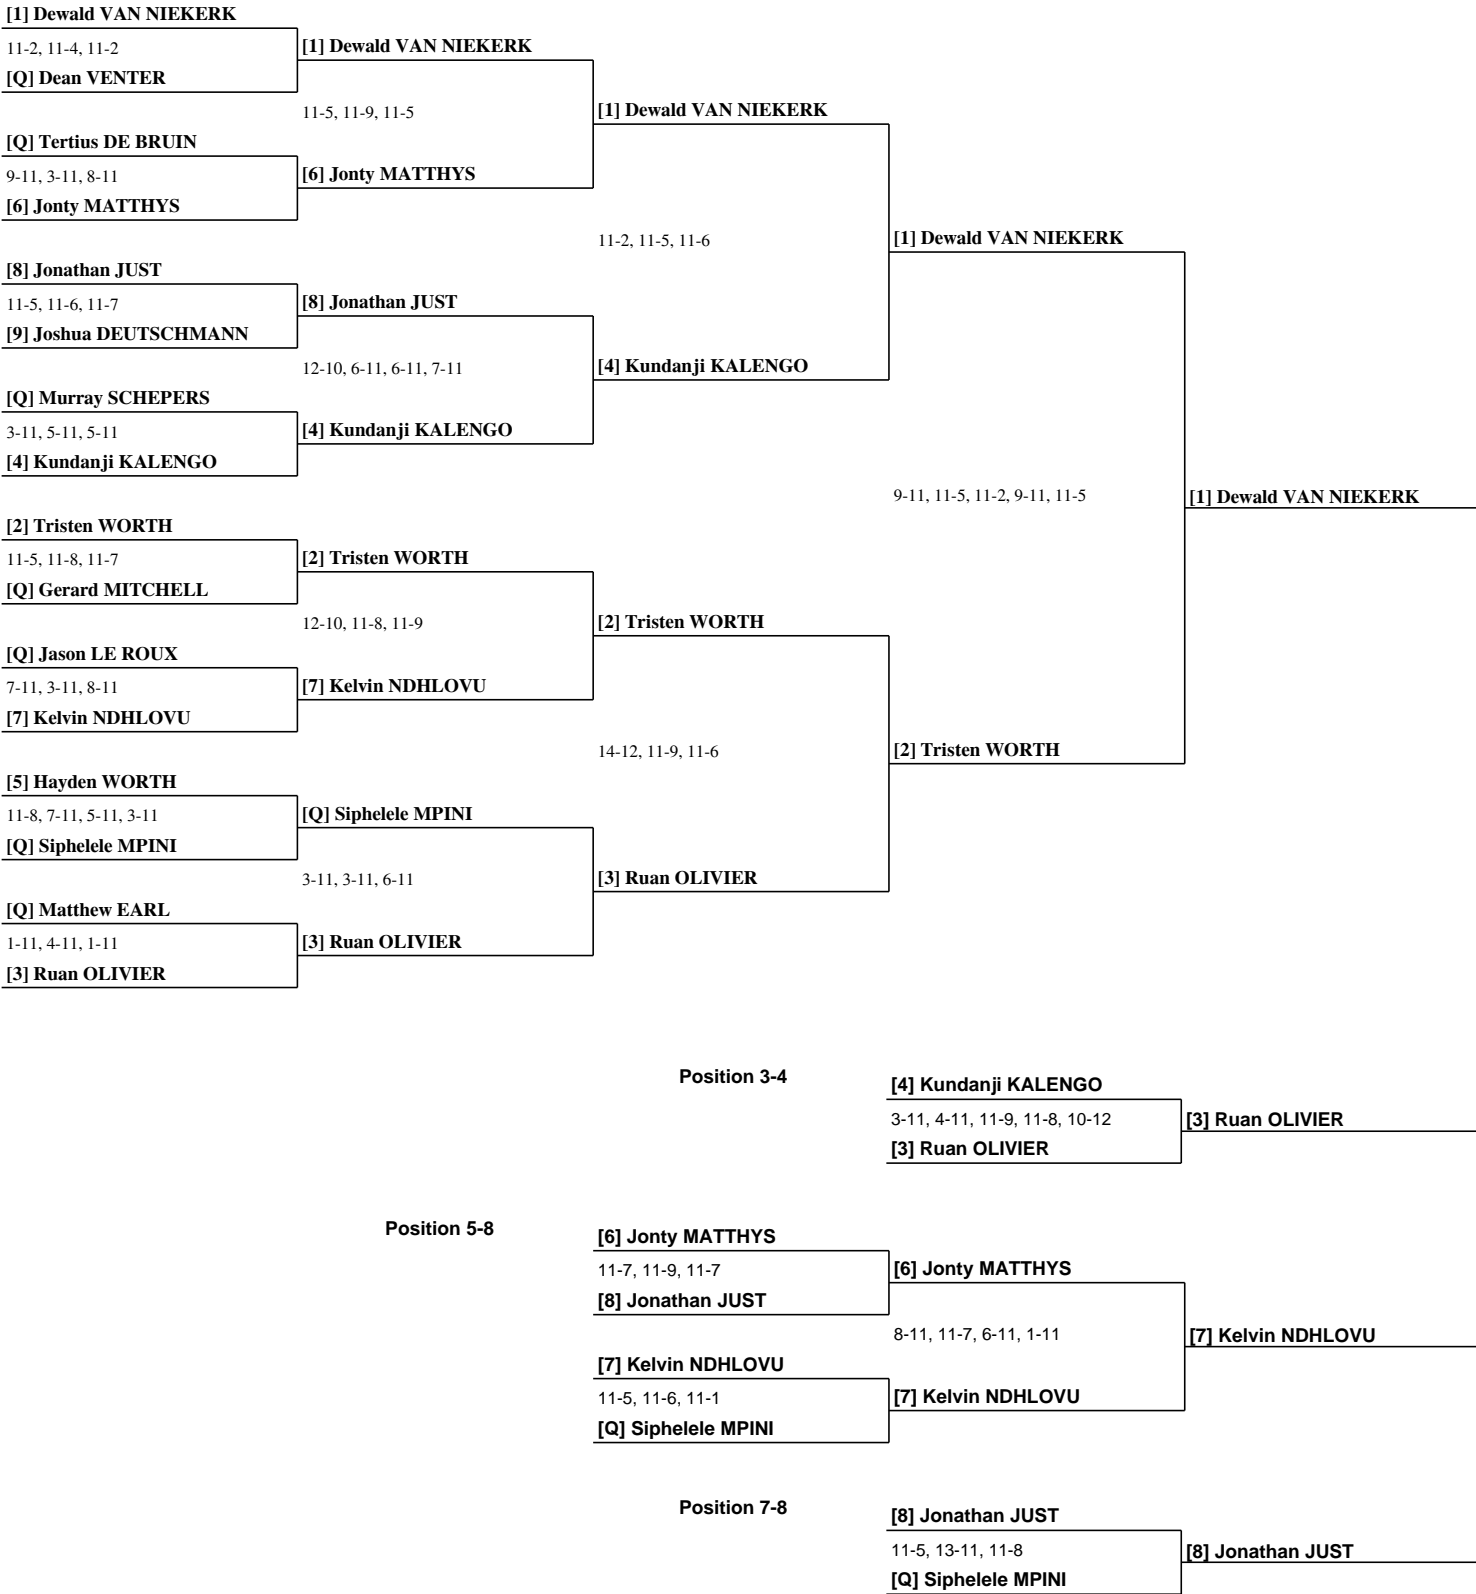 [1] Dewald VAN NIEKERK
11-2, 11-4, 11-2
[1] Dewald VAN NIEKERK
[Q] Dean VENTER
11-5, 11-9, 11-5
[1] Dewald VAN NIEKERK
[Q] Tertius DE BRUIN
9-11, 3-11, 8-11
[6] Jonty MATTHYS
[6] Jonty MATTHYS
11-2, 11-5, 11-6
[1] Dewald VAN NIEKERK
[8] Jonathan JUST
11-5, 11-6, 11-7
[8] Jonathan JUST
[9] Joshua DEUTSCHMANN
12-10, 6-11, 6-11, 7-11
[4] Kundanji KALENGO
[Q] Murray SCHEPERS
3-11, 5-11, 5-11
[4] Kundanji KALENGO
[4] Kundanji KALENGO
9-11, 11-5, 11-2, 9-11, 11-5
[1] Dewald VAN NIEKERK
[2] Tristen WORTH
11-5, 11-8, 11-7
[2] Tristen WORTH
[Q] Gerard MITCHELL
12-10, 11-8, 11-9
[2] Tristen WORTH
[Q] Jason LE ROUX
7-11, 3-11, 8-11
[7] Kelvin NDHLOVU
[7] Kelvin NDHLOVU
14-12, 11-9, 11-6
[2] Tristen WORTH
[5] Hayden WORTH
11-8, 7-11, 5-11, 3-11
[Q] Siphelele MPINI
[Q] Siphelele MPINI
3-11, 3-11, 6-11
[3] Ruan OLIVIER
[Q] Matthew EARL
1-11, 4-11, 1-11
[3] Ruan OLIVIER
[3] Ruan OLIVIER
Position 3-4
[4] Kundanji KALENGO
3-11, 4-11, 11-9, 11-8, 10-12
[3] Ruan OLIVIER
[3] Ruan OLIVIER
Position 5-8
[6] Jonty MATTHYS
11-7, 11-9, 11-7
[6] Jonty MATTHYS
[8] Jonathan JUST
8-11, 11-7, 6-11, 1-11
[7] Kelvin NDHLOVU
[7] Kelvin NDHLOVU
11-5, 11-6, 11-1
[7] Kelvin NDHLOVU
[Q] Siphelele MPINI
Position 7-8
[8] Jonathan JUST
11-5, 13-11, 11-8
[8] Jonathan JUST
[Q] Siphelele MPINI